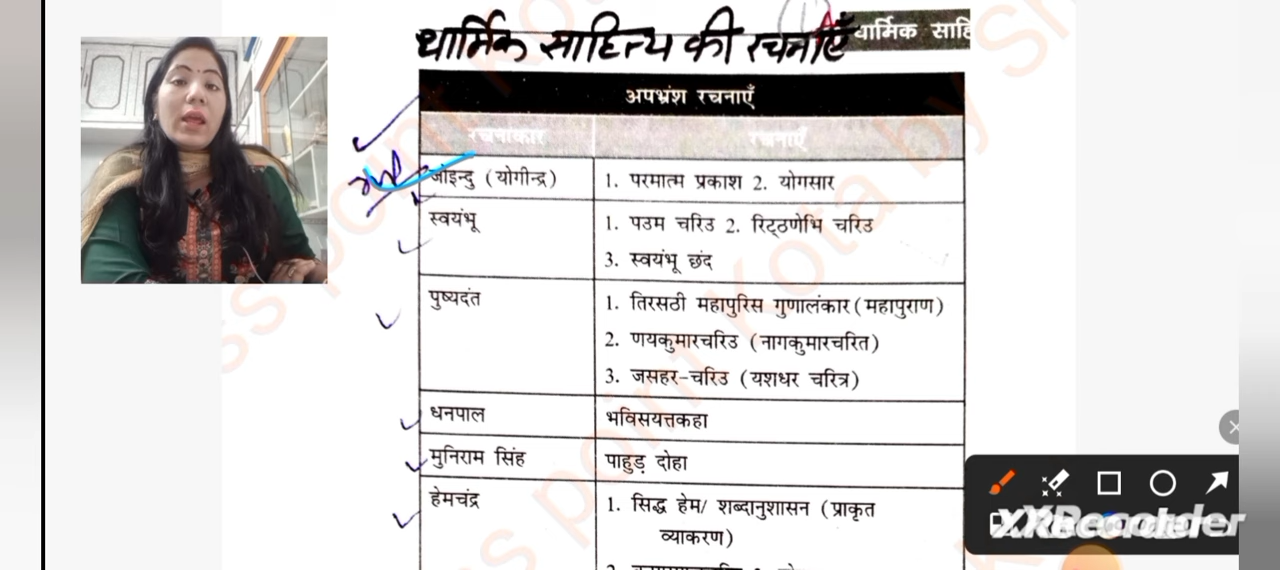 धार्मिक साहित्य की रचनाएँ
धार्मिक साहि
अपभ्रंश रचनाएँ
रचनाकार रचनाएँ
जोइन्दु (योगीन्द्र) 1. परमात्म प्रकाश 2. योगसार
स्वयंभू 1. पउम चरिउ 2. रिट्ठणेभि चरिउ
3. स्वयंभू छंद
पुष्यदंत 1. तिरसठी महापुरिस गुणालंकार (महापुराण)
2. णयकुमारचरिउ (नागकुमारचरित)
3. जसहर-चरिउ (यशधर चरित्र)
धनपाल भविसयत्तकहा
मुनिराम सिंह पाहुड़ दोहा
हेमचंद्र 1. सिद्ध हेम/ शब्दानुशासन (प्राकृत
व्याकरण)
XRecorder